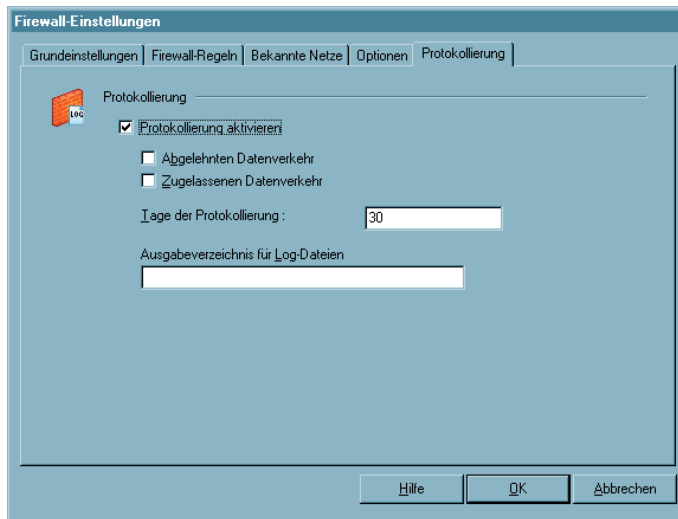 Firewall-Einstellungen
Grundeinstellungen Firewall-Regeln Bekannte Netze Optionen Protokollierung
LOG
Protokollierung
Protokollierung aktivieren
Abgelehnten Datenverkehr
Zugelassenen Datenverkehr
Tage der Protokollierung : 30
Ausgabeverzeichnis für Log-Dateien
Hilfe OK Abbrechen